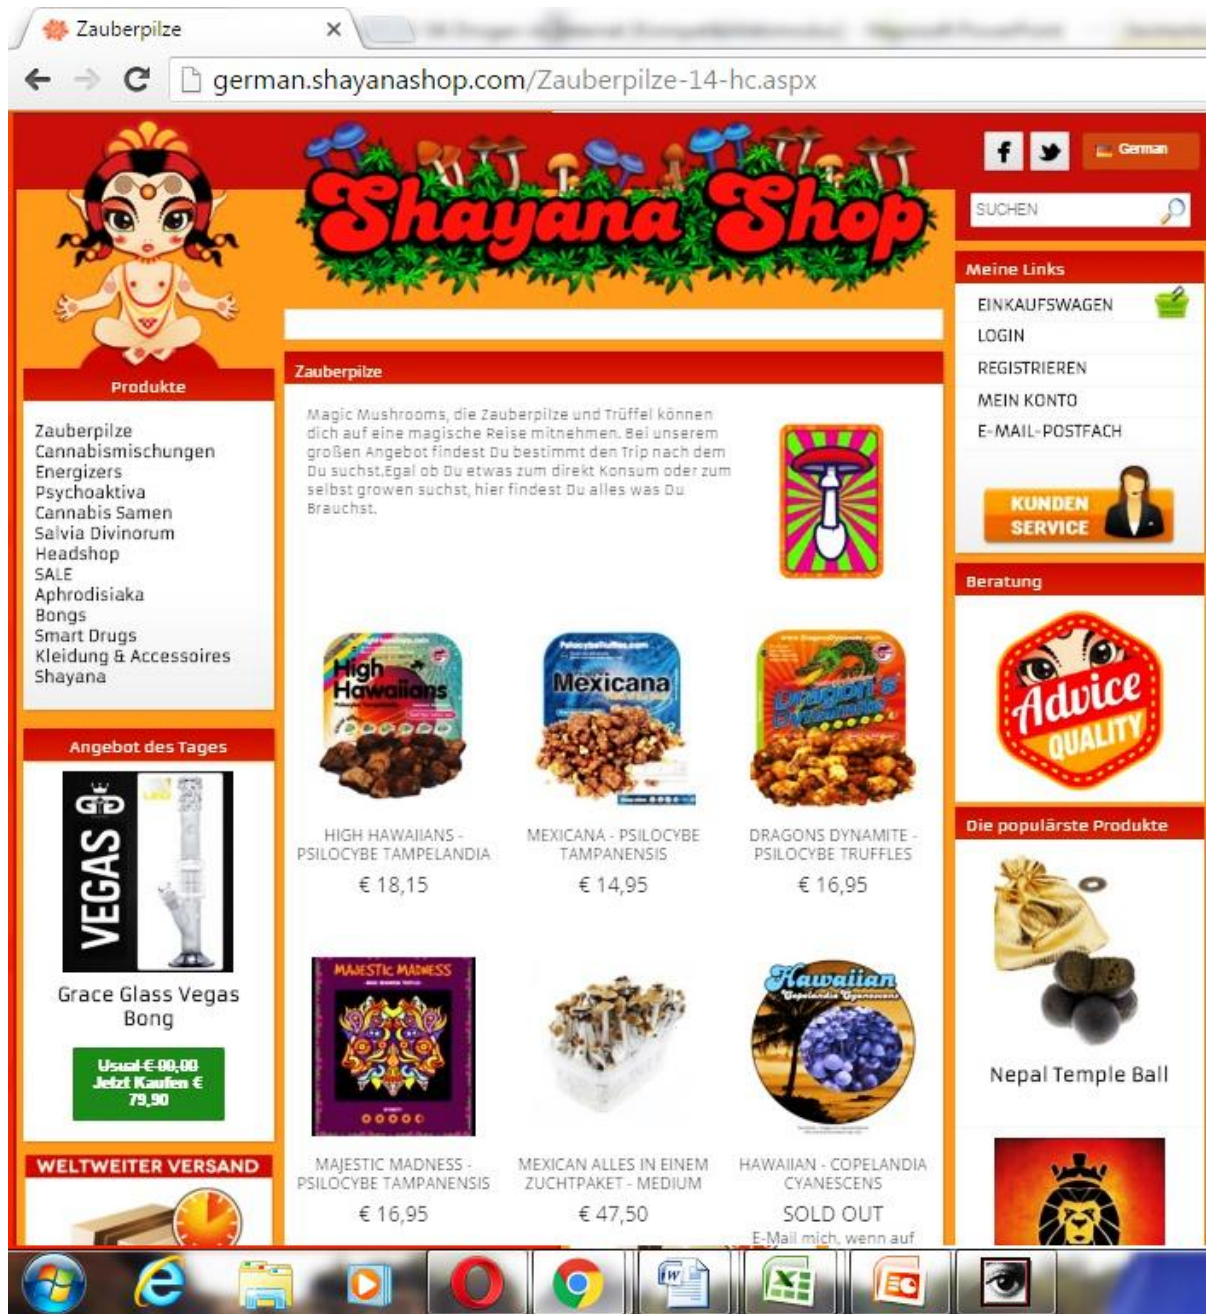 Zauberpilze
german.shayanashop.com/Zauberpilze-14-hc.aspx
Shayana Shop
German
SUCHEN
Produkte
Zauberpilze
Cannabismischungen
Energizers
Psychoaktiva
Cannabis Samen
Salvia Divinorum
Headshop
SALE
Aphrodisiaka
Bongs
Smart Drugs
Kleidung & Accessoires
Shayana
Angebot des Tages
VEGAS
Grace Glass Vegas
Bong
Jetzt Kaufen €
79,90
WELTWEITER VERSAND
Zauberpilze
Magic Mushrooms, die Zauberpilze und Trüffel können
dich auf eine magische Reise mitnehmen. Bei unserem
großen Angebot findest Du bestimmt den Trip nach dem
Du suchst.Egal ob Du etwas zum direkt Konsum oder zum
selbst growen suchst, hier findest Du alles was Du
Brauchst.
High
Hawaiians
HIGH HAWAIIANS -
PSILOCYBE TAMPELANDIA
€ 18,15
Mexicana
MEXICANA - PSILOCYBE
TAMPANENSIS
€ 14,95
Dragon's
Dynamite
DRAGONS DYNAMITE -
PSILOCYBE TRUFFLES
€ 16,95
MAJESTIC MADNESS
MAJESTIC MADNESS -
PSILOCYBE TAMPANENSIS
€ 16,95
MEXICAN ALLES IN EINEM
ZUCHTPAKET - MEDIUM
€ 47,50
Hawaiian
Copelandia Cyanescens
HAWAIIAN - COPELANDIA
CYANESCENS
SOLD OUT
E-Mail mich, wenn auf
Meine Links
EINKAUFSWAGEN
LOGIN
REGISTRIEREN
MEIN KONTO
E-MAIL-POSTFACH
KUNDEN
SERVICE
Beratung
Advice
QUALITY
Die populärste Produkte
Nepal Temple Ball